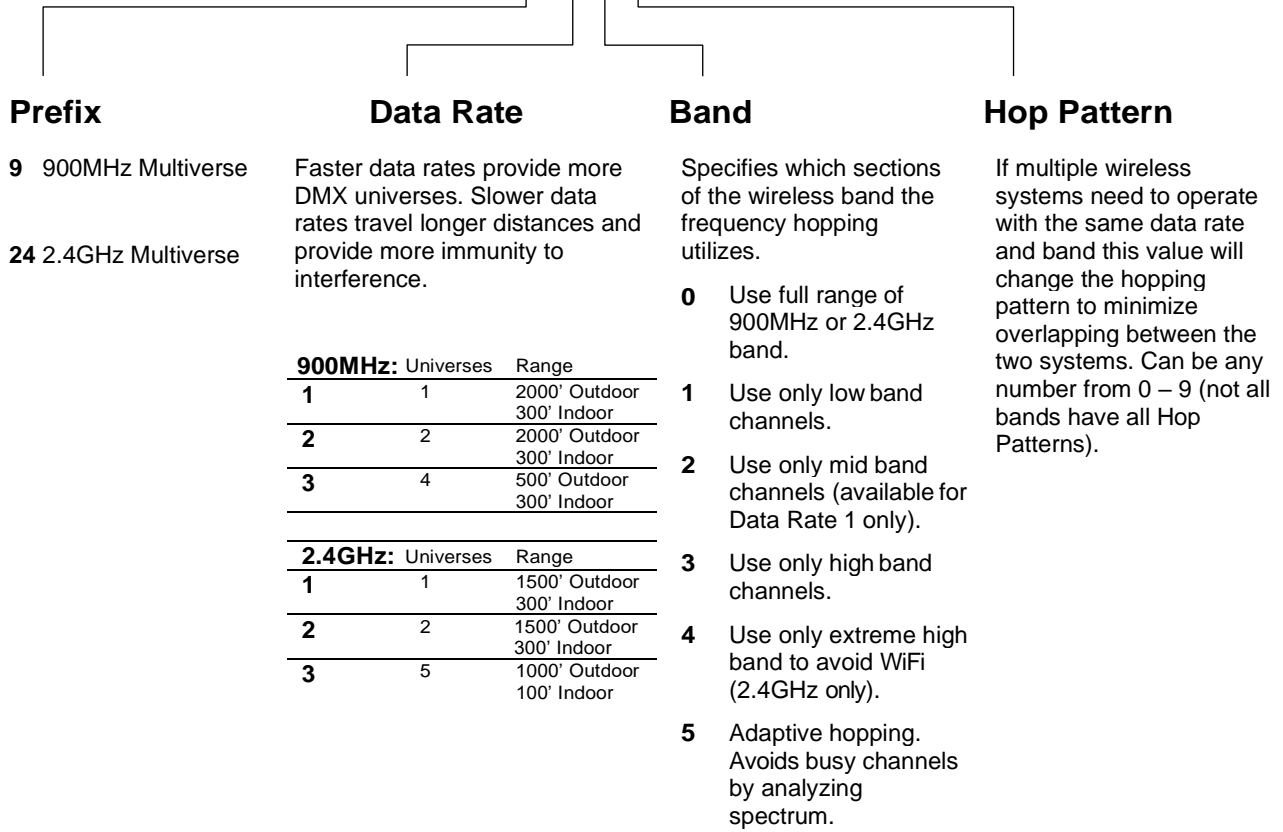 Prefix
9 900MHz Multiverse
24 2.4GHz Multiverse
Data Rate
Faster data rates provide more
DMX universes. Slower data
rates travel longer distances and
provide more immunity to
interference.
900MHz: Universes Range
1 1 2000’ Outdoor
300’ Indoor
2 2 2000’ Outdoor
300’ Indoor
3 4 500’ Outdoor
300’ Indoor
2.4GHz: Universes Range
1 1 1500’ Outdoor
300’ Indoor
2 2 1500’ Outdoor
300’ Indoor
3 5 1000’ Outdoor
100’ Indoor
Band
Specifies which sections
of the wireless band the
frequency hopping
utilizes.
0 Use full range of
900MHz or 2.4GHz
band.
1 Use only low band
channels.
2 Use only mid band
channels (available for
Data Rate 1 only).
3 Use only high band
channels.
4 Use only extreme high
band to avoid WiFi
(2.4GHz only).
5 Adaptive hopping.
Avoids busy channels
by analyzing
spectrum.
Hop Pattern
If multiple wireless
systems need to operate
with the same data rate
and band this value will
change the hopping
pattern to minimize
overlapping between the
two systems. Can be any
number from 0 – 9 (not all
bands have all Hop
Patterns).